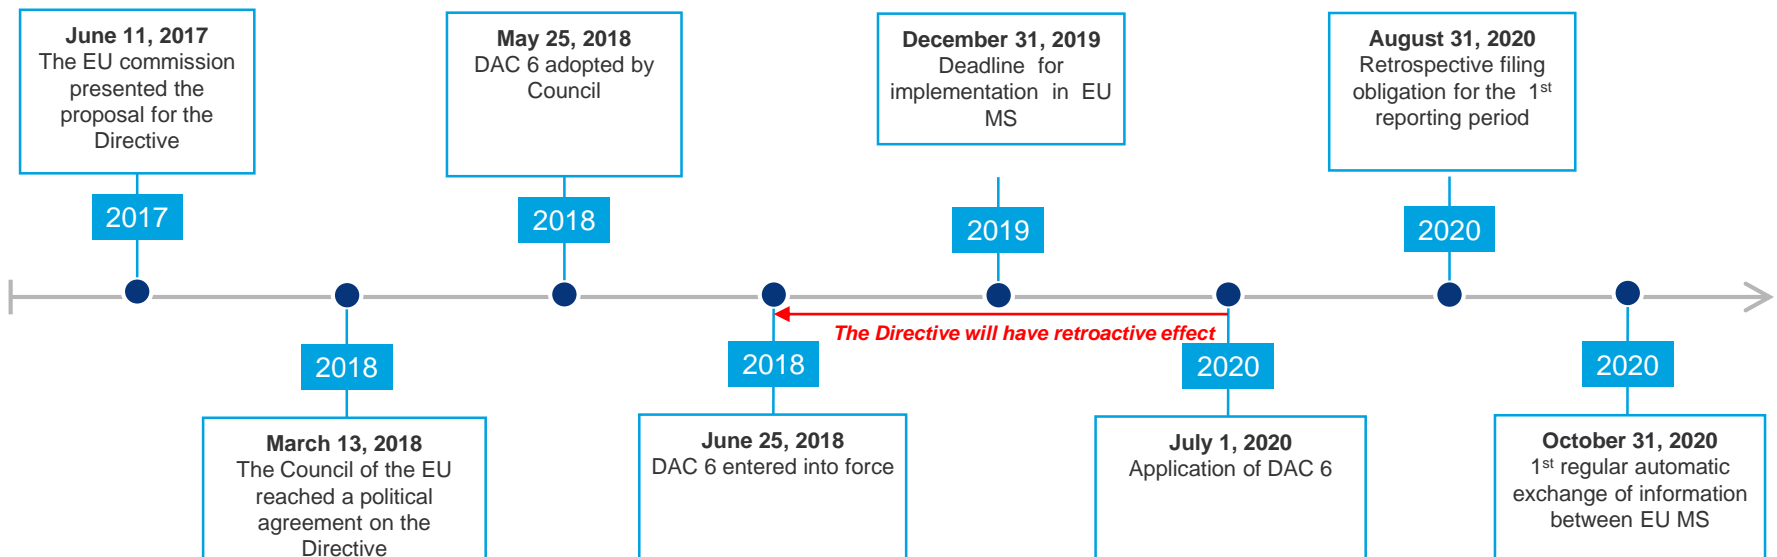 June 11, 2017
The EU commission
presented the
proposal for the
Directive
May 25, 2018
DAC 6 adopted by
Council
December 31, 2019
Deadline for
implementation in EU
MS
August 31, 2020
Retrospective filing
obligation for the 1st
reporting period
2017
2018
2019
2020
The Directive will have retroactive effect
2018
2018
2020
2020
March 13, 2018
The Council of the EU
reached a political
agreement on the
Directive
June 25, 2018
DAC 6 entered into force
July 1, 2020
Application of DAC 6
October 31, 2020
1st regular automatic
exchange of information
between EU MS